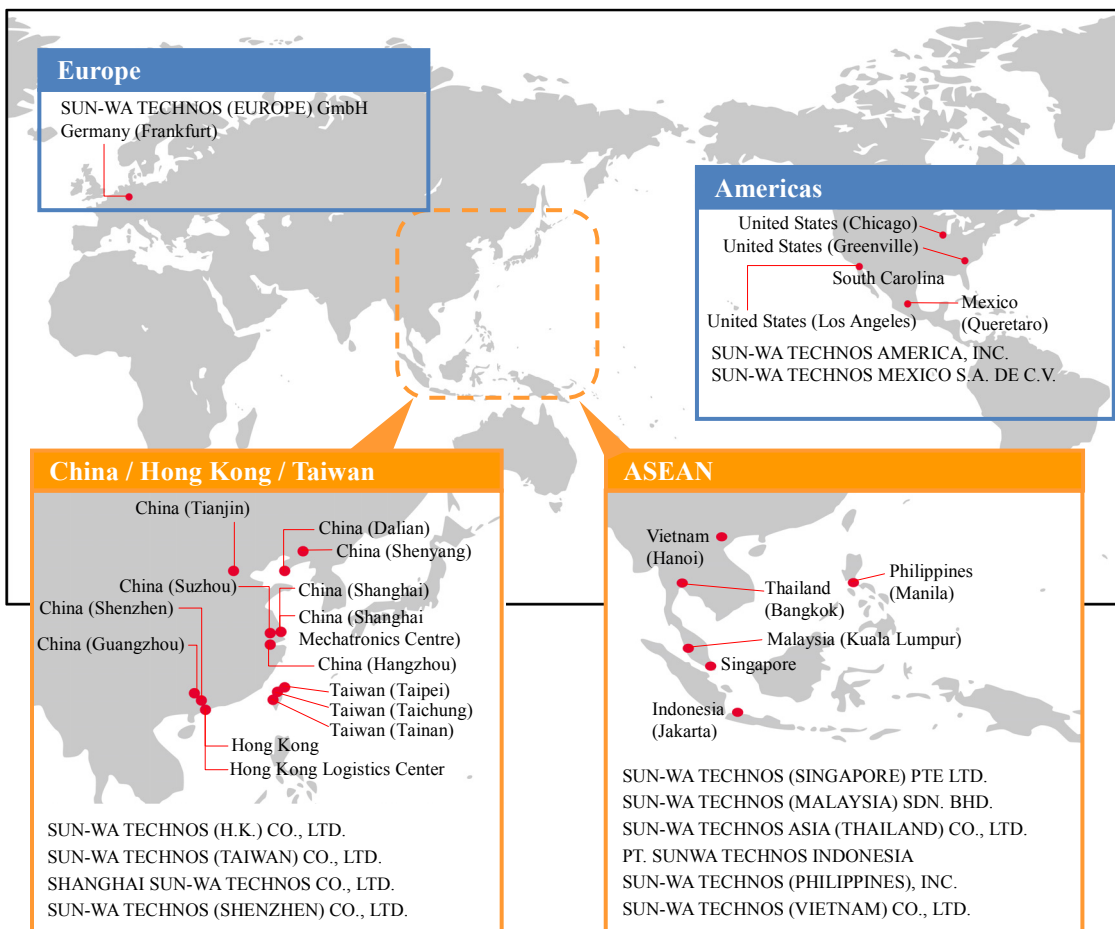 Europe
SUN-WA TECHNOS (EUROPE) GmbH
Germany (Frankfurt)
Americas
United States (Chicago)
United States (Greenville)
South Carolina
Mexico
(Queretaro)
United States (Los Angeles)
SUN-WA TECHNOS AMERICA, INC.
SUN-WA TECHNOS MEXICO S.A. DE C.V.
China / Hong Kong / Taiwan
China (Tianjin)
China (Dalian)
China (Shenyang)
China (Suzhou)
China (Shanghai)
China (Shenzhen)
China (Shanghai
Mechatronics Centre)
China (Guangzhou)
China (Hangzhou)
Taiwan (Taipei)
Taiwan (Taichung)
Taiwan (Tainan)
Hong Kong
Hong Kong Logistics Center
SUN-WA TECHNOS (H.K.) CO., LTD.
SUN-WA TECHNOS (TAIWAN) CO., LTD.
SHANGHAI SUN-WA TECHNOS CO., LTD.
SUN-WA TECHNOS (SHENZHEN) CO., LTD.
ASEAN
Vietnam
(Hanoi)
Philippines
(Manila)
Thailand
(Bangkok)
Malaysia (Kuala Lumpur)
Singapore
Indonesia
(Jakarta)
SUN-WA TECHNOS (SINGAPORE) PTE LTD.
SUN-WA TECHNOS (MALAYSIA) SDN. BHD.
SUN-WA TECHNOS ASIA (THAILAND) CO., LTD.
PT. SUNWA TECHNOS INDONESIA
SUN-WA TECHNOS (PHILIPPINES), INC.
SUN-WA TECHNOS (VIETNAM) CO., LTD.